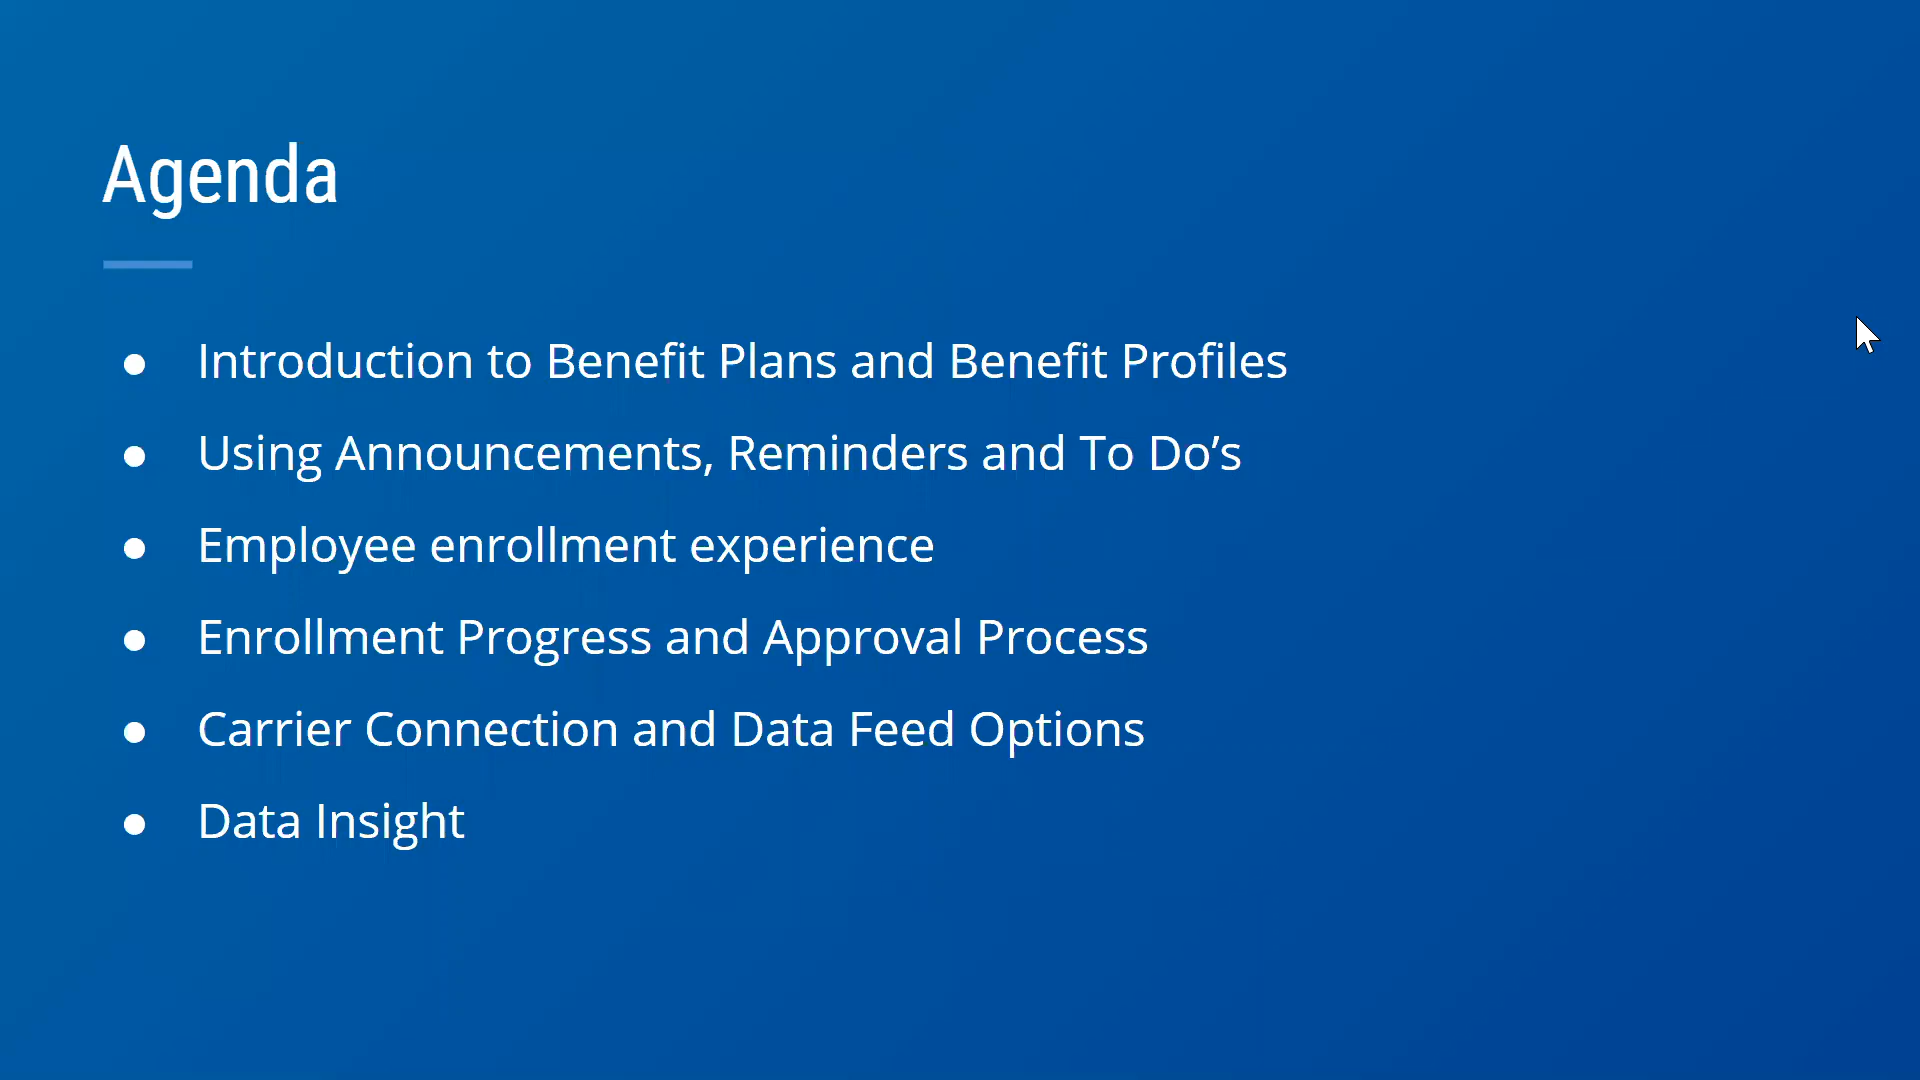 Agenda
● Introduction to Benefit Plans and Benefit Profiles
● Using Announcements, Reminders and To Do’s
● Employee enrollment experience
● Enrollment Progress and Approval Process
● Carrier Connection and Data Feed Options
● Data Insight